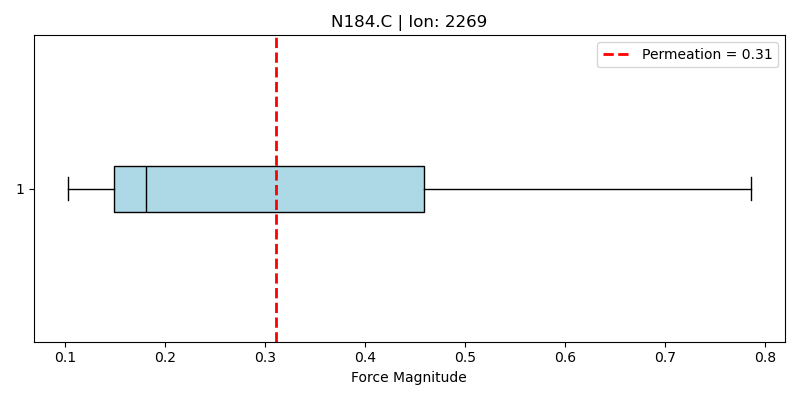 N184.C | Ion: 2269
Permeation = 0.31
1
0.1 0.2 0.3 0.4 0.5 0.6 0.7 0.8
Force Magnitude